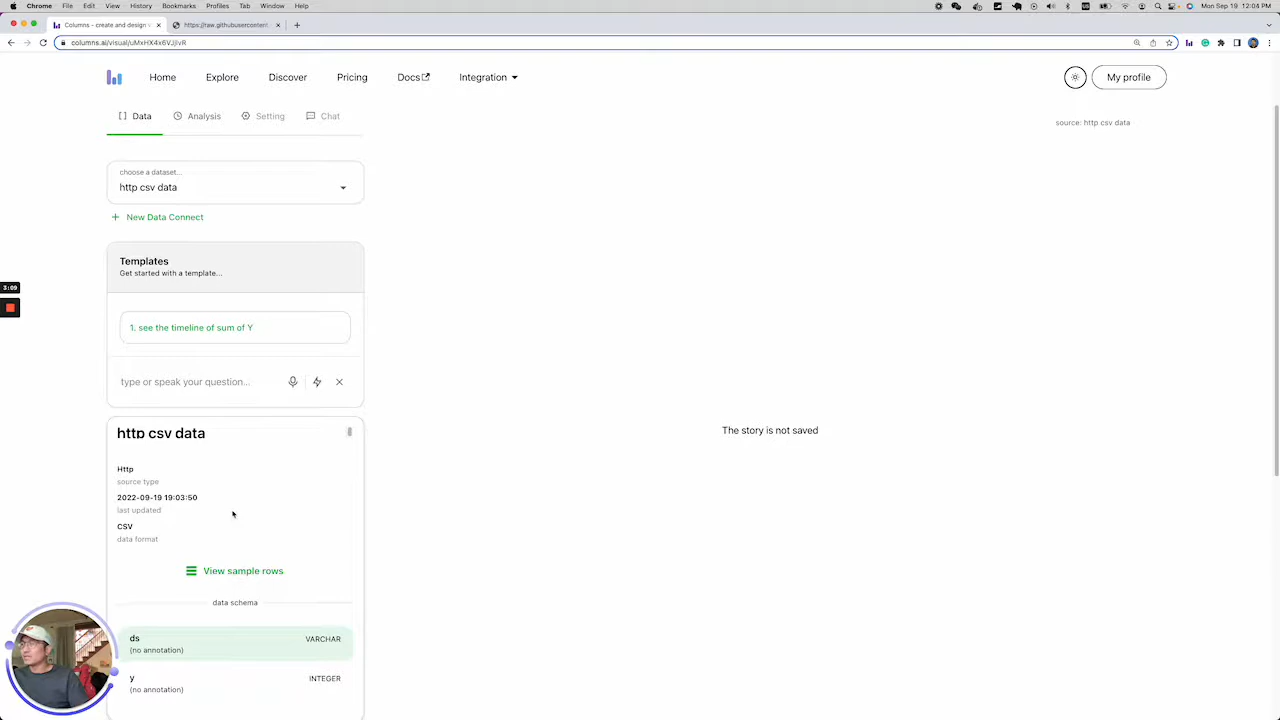 Chrome File Edit View History Bookmarks Profiles Tab Window Help
Mon Sep 19 12:04 PM
Columns - create and design v
https://raw.githubusercontent.
columns.ai/visual/uMxHX4x6VJjivR
Home Explore Discover Pricing Docs Integration My profile
Data Analysis Setting Chat
source: http csv data
choose a dataset...
http csv data
+ New Data Connect
Templates
Get started with a template...
3:09
1. see the timeline of sum of Y
type or speak your question...
http csv data
The story is not saved
Http
source type
2022-09-19 19:03:50
last updated
CSV
data format
View sample rows
data schema
ds VARCHAR
(no annotation)
y INTEGER
(no annotation)